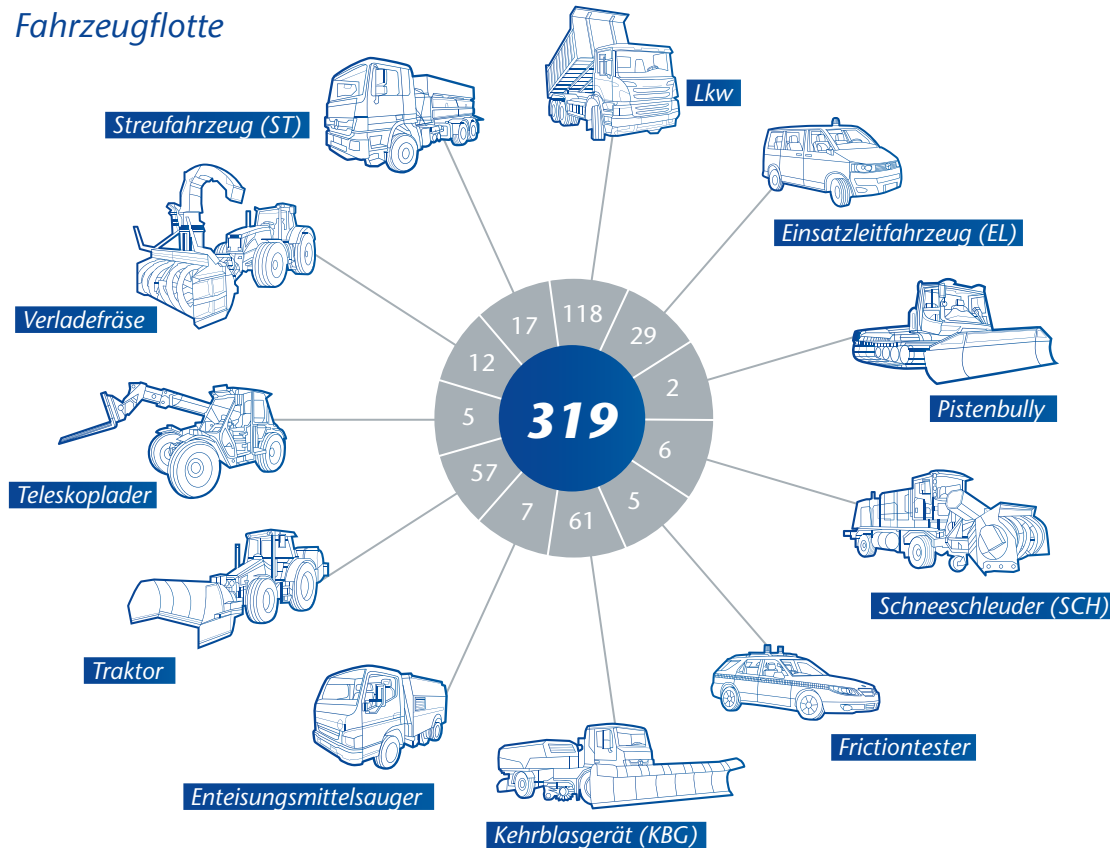 Fahrzeugflotte
Lkw
Streufahrzeug (ST)
Einsatzleitfahrzeug (EL)
Verladefräse
17
118
29
12
2
Pistenbully
5
319
6
Teleskoplader
57
7
61
5
Schneeschleuder (SCH)
Traktor
Frictiontester
Enteisungsmittelsauger
Kehrblasgerät (KBG)